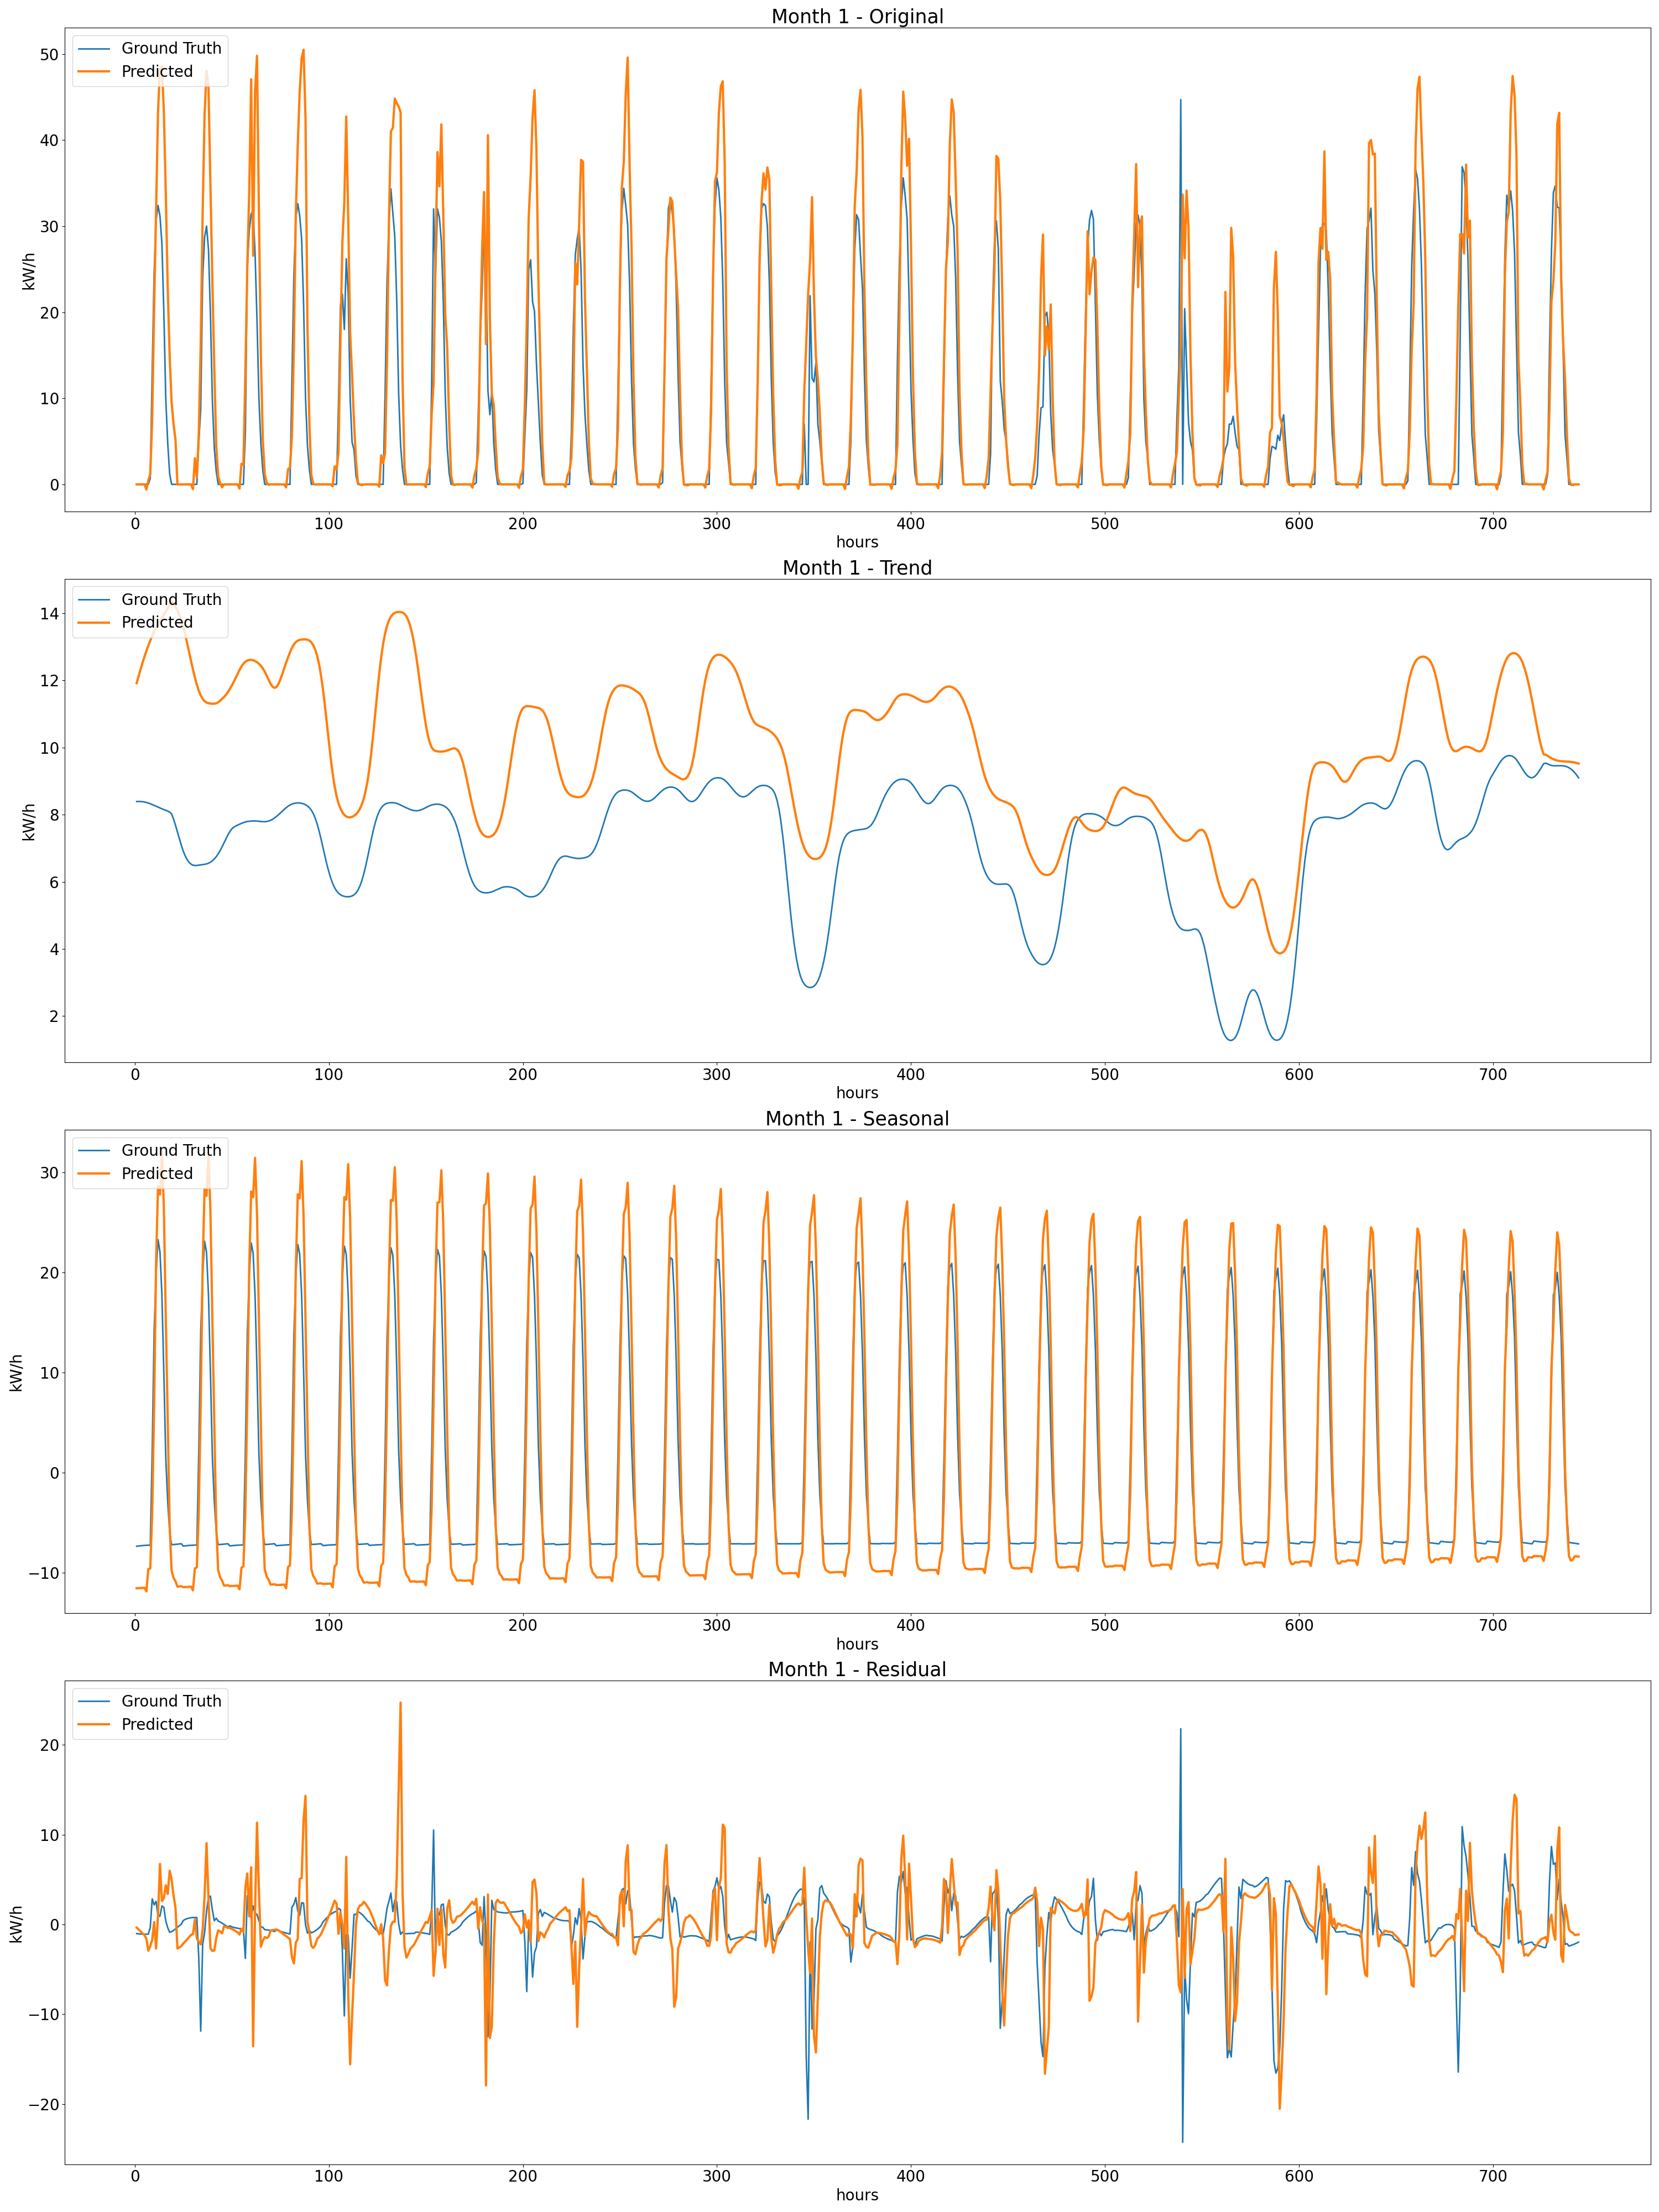 Month 1 - Original
Ground Truth
Predicted
50
40
30
20
10
0
kW/h
0 100 200 300 400 500 600 700
hours
Month 1 - Trend
Ground Truth
Predicted
14
12
10
8
6
4
2
kW/h
0 100 200 300 400 500 600 700
hours
Month 1 - Seasonal
Ground Truth
Predicted
30
20
10
0
−10
kW/h
0 100 200 300 400 500 600 700
hours
Month 1 - Residual
Ground Truth
Predicted
20
10
0
−10
−20
kW/h
0 100 200 300 400 500 600 700
hours